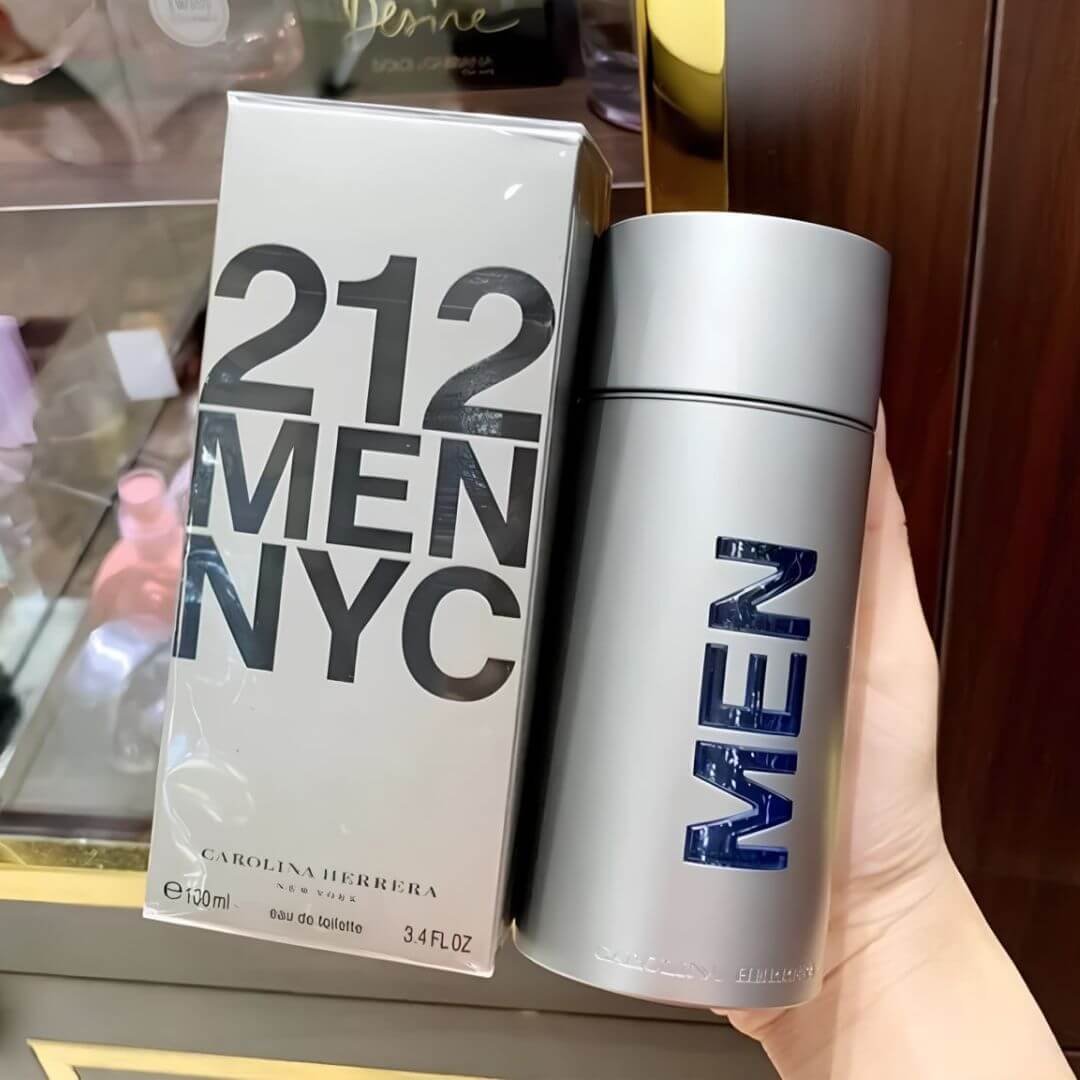 Desire
DOLCE & GABBANA
212
MEN
NYC
CAROLINA HERRERA
NEW YORK
e100ml
eau de toilette
3.4 FL OZ
MEN
CAROLINA HERRERA